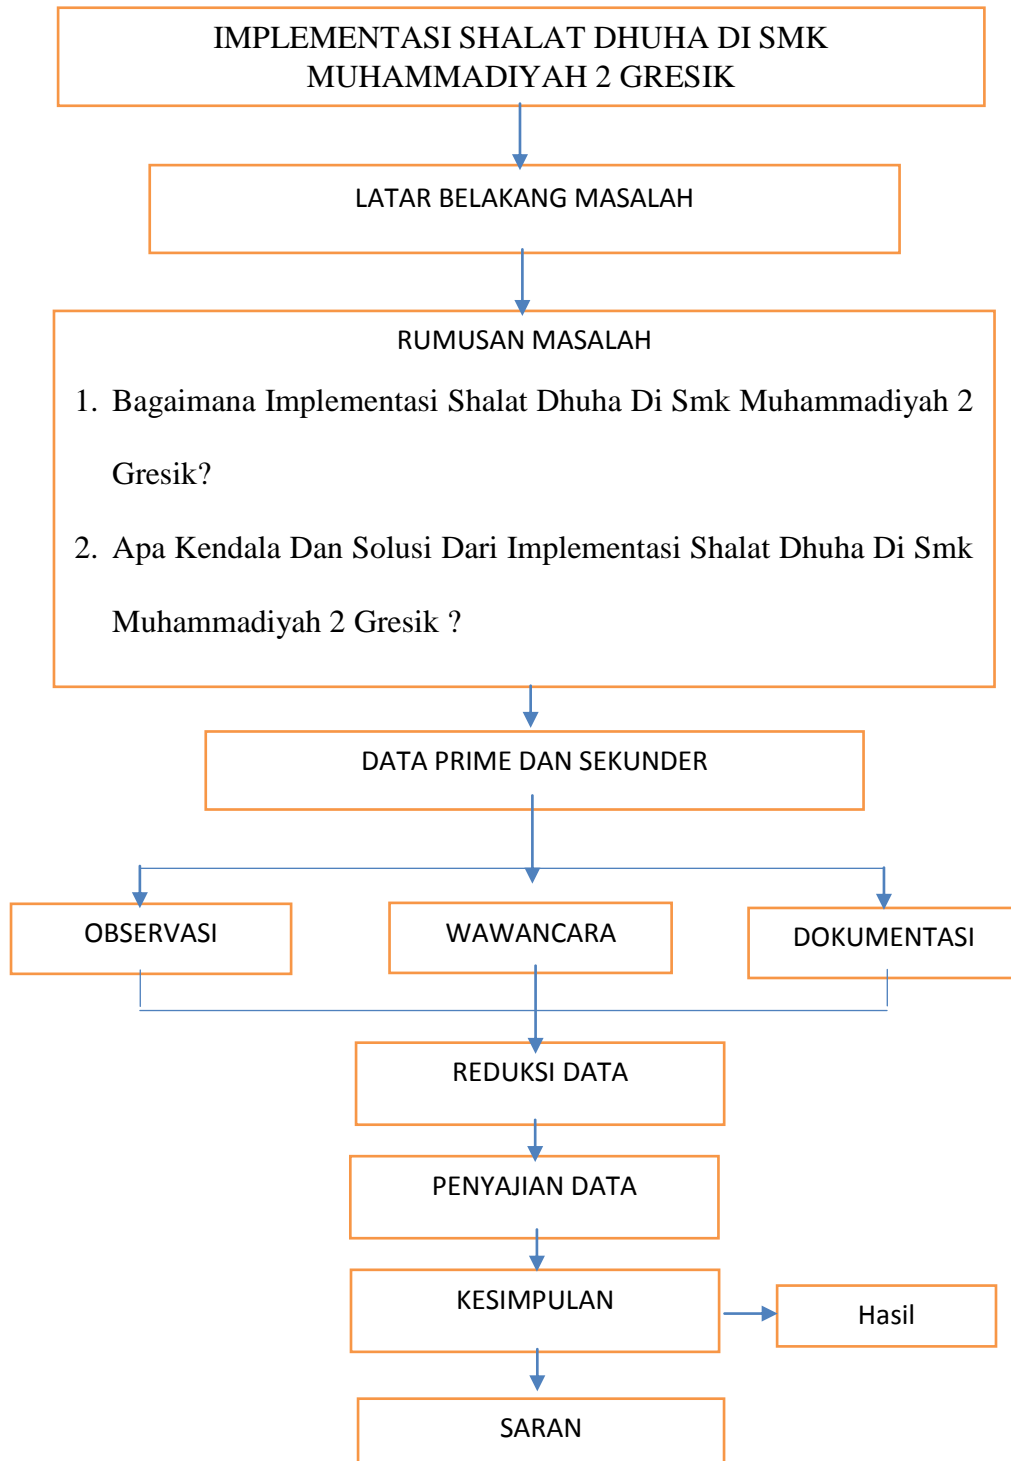 IMPLEMENTASI SHALAT DHUHA DI SMK
MUHAMMADIYAH 2 GRESIK
LATAR BELAKANG MASALAH
RUMUSAN MASALAH
1. Bagaimana Implementasi Shalat Dhuha Di Smk Muhammadiyah 2
Gresik?
2. Apa Kendala Dan Solusi Dari Implementasi Shalat Dhuha Di Smk
Muhammadiyah 2 Gresik ?
DATA PRIME DAN SEKUNDER
OBSERVASI
WAWANCARA
DOKUMENTASI
REDUKSI DATA
PENYAJIAN DATA
KESIMPULAN
Hasil
SARAN